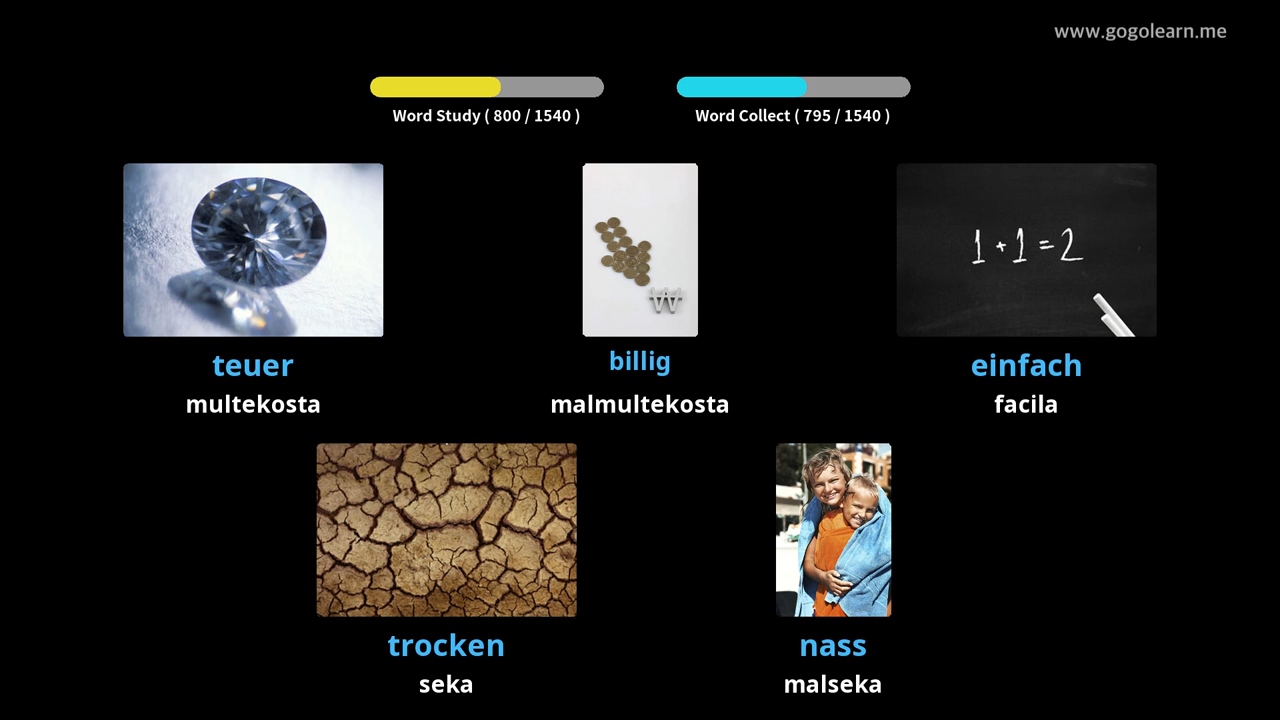 www.gogolearn.me
Word Study ( 800 / 1540 )
Word Collect ( 795 / 1540 )
1 + 1 = 2
₩
teuer
multekosta
billig
malmultekosta
einfach
facila
trocken
seka
nass
malseka